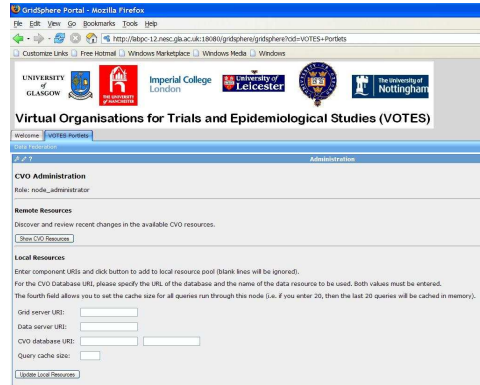 GridSphere Portal - Mozilla Firefox
File Edit View Go Bookmarks Tools Help
http://labpc-12.nesc.gla.ac.uk:18080/gridsphere/gridsphere?cid=VOTES+Portlets
Customize Links Free Hotmail Windows Marketplace Windows Media Windows
UNIVERSITY of GLASGOW
THE UNIVERSITY of MANCHESTER
Imperial College London
University of Leicester
The University of Nottingham
Virtual Organisations for Trials and Epidemiological Studies (VOTES)
Welcome VOTES Portlets
Data Federation
Administration
CVO Administration
Role: node_administrator
Remote Resources
Discover and review recent changes in the available CVO resources.
Show CVO Resources
Local Resources
Enter component URIs and click button to add to local resource pool (blank lines will be ignored).
For the CVO Database URI, please specify the URL of the database and the name of the data resource to be used. Both values must be entered.
The fourth field allows you to set the cache size for all queries run through this node (i.e. if you enter 20, then the last 20 queries will be cached in memory).
Grid server URI:
Data server URI:
CVO database URI:
Query cache size:
Update Local Resources